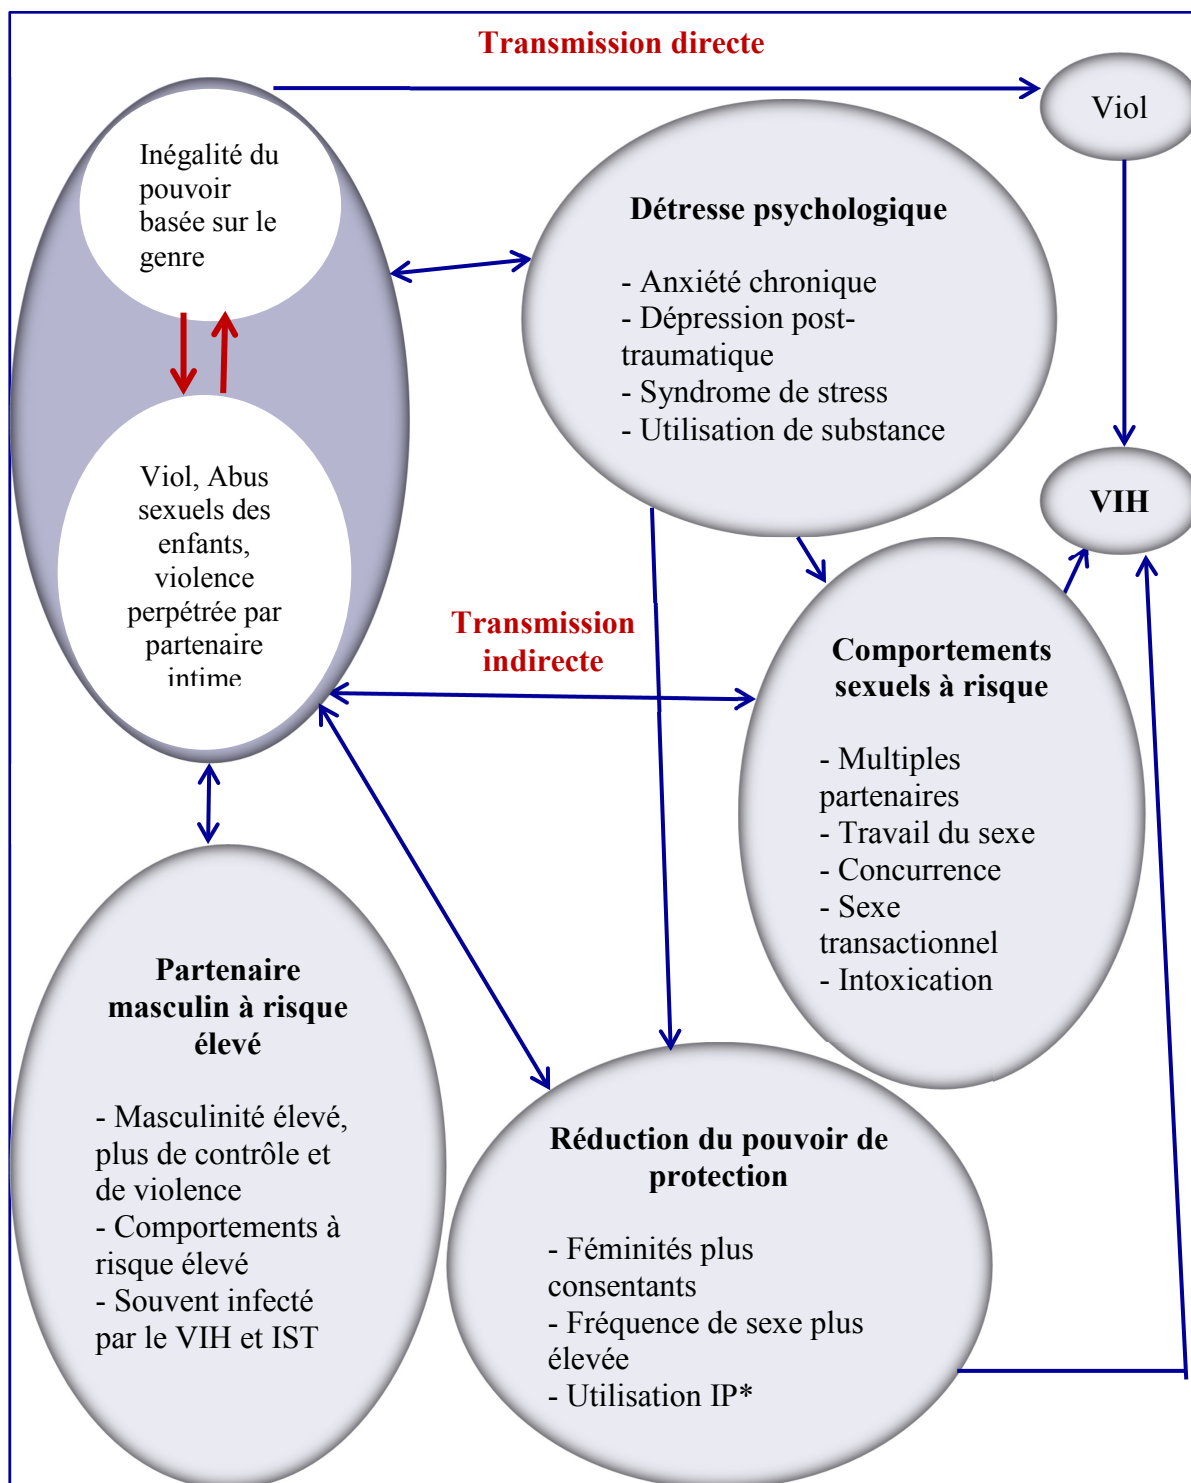 Transmission directe
Viol
Inégalité du
pouvoir
basée sur le
genre
Détresse psychologique
- Anxiété chronique
- Dépression post-
traumatique
- Syndrome de stress
- Utilisation de substance
Viol, Abus
sexuels des
enfants,
violence
perpétrée par
partenaire
intime
VIH
Transmission
indirecte
Comportements
sexuels à risque
- Multiples
partenaires
- Travail du sexe
- Concurrence
- Sexe
transactionnel
- Intoxication
Partenaire
masculin à risque
élevé
- Masculinité élevé,
plus de contrôle et
de violence
- Comportements à
risque élevé
- Souvent infecté
par le VIH et IST
Réduction du pouvoir de
protection
- Féminités plus
consentants
- Fréquence de sexe plus
élevée
- Utilisation IP*